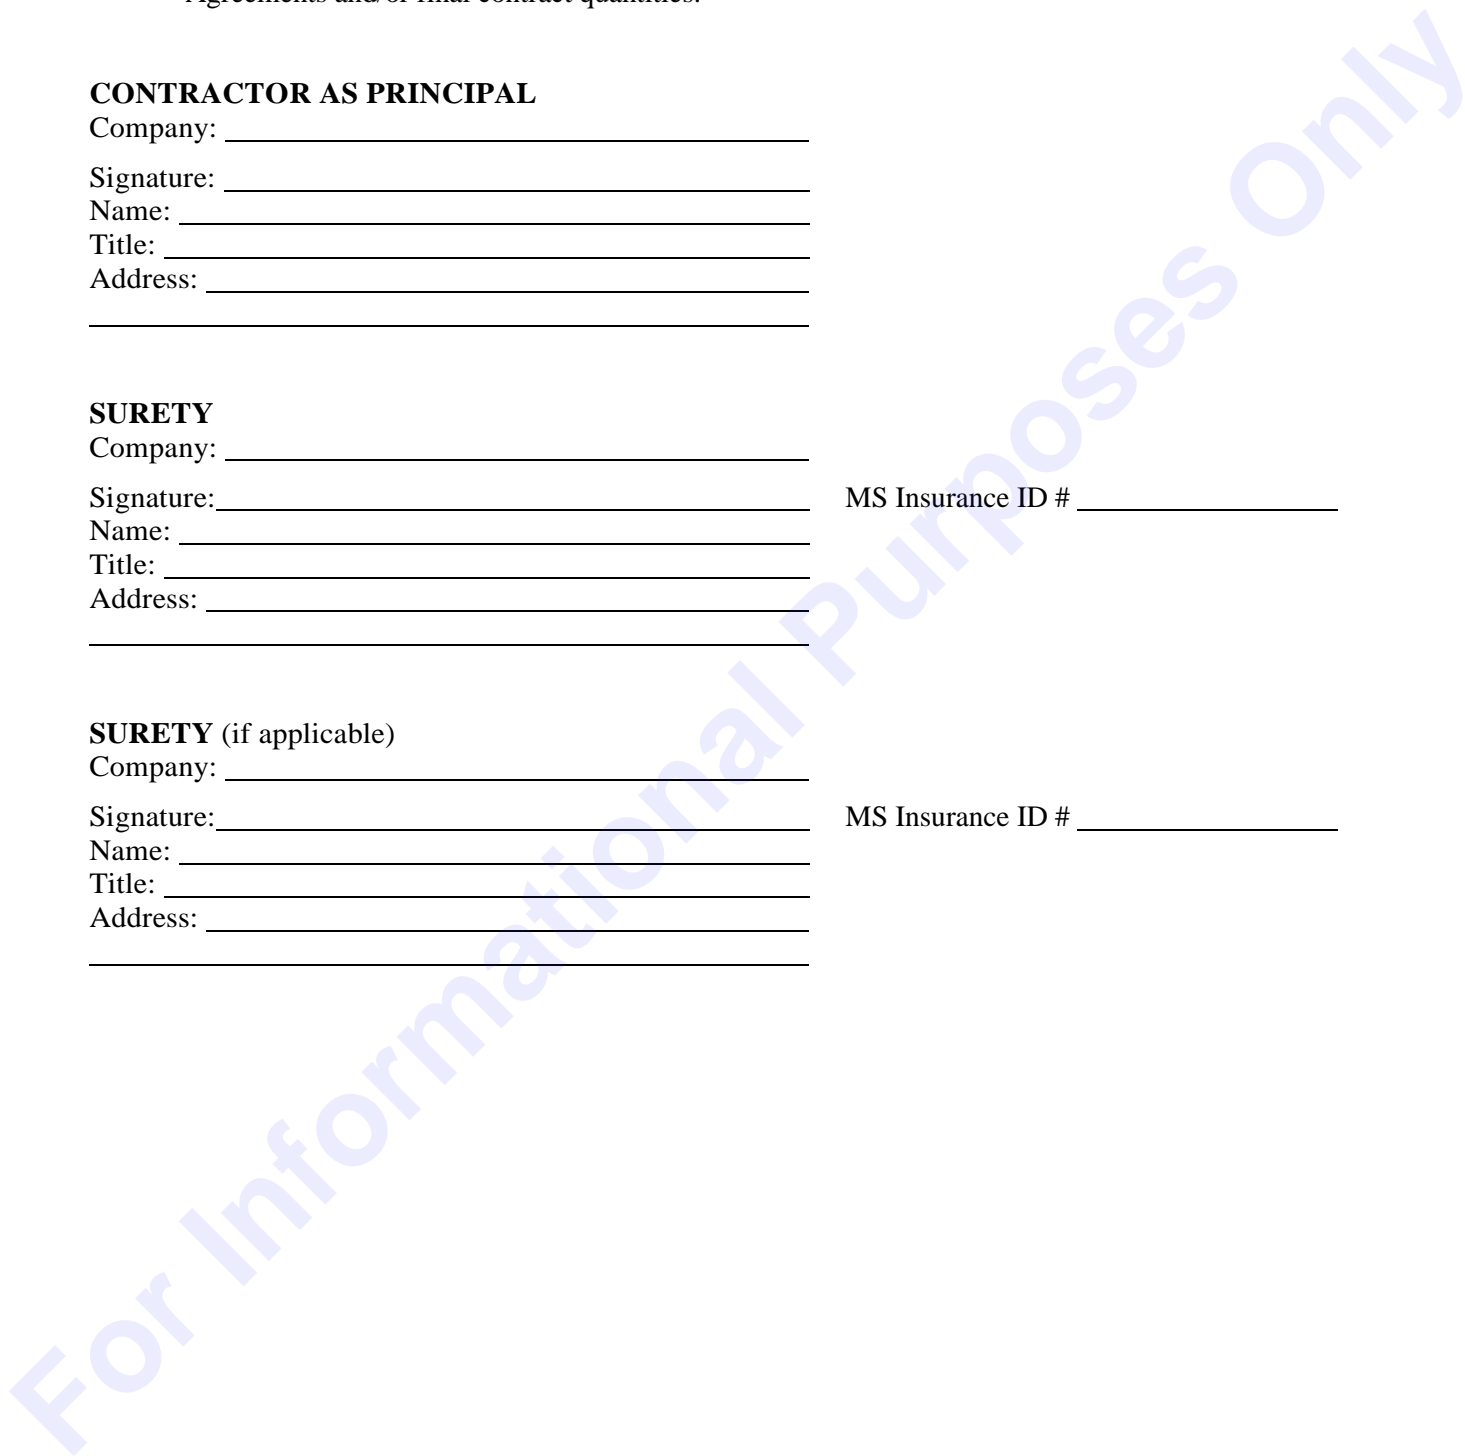 Agreements and/or final contract quantities.
CONTRACTOR AS PRINCIPAL
Company:
Signature:
Name:
Title:
Address:
SURETY
Company:
Signature: MS Insurance ID #
Name:
Title:
Address:
SURETY (if applicable)
Company:
Signature: MS Insurance ID #
Name:
Title:
Address:
For Informational Purposes Only